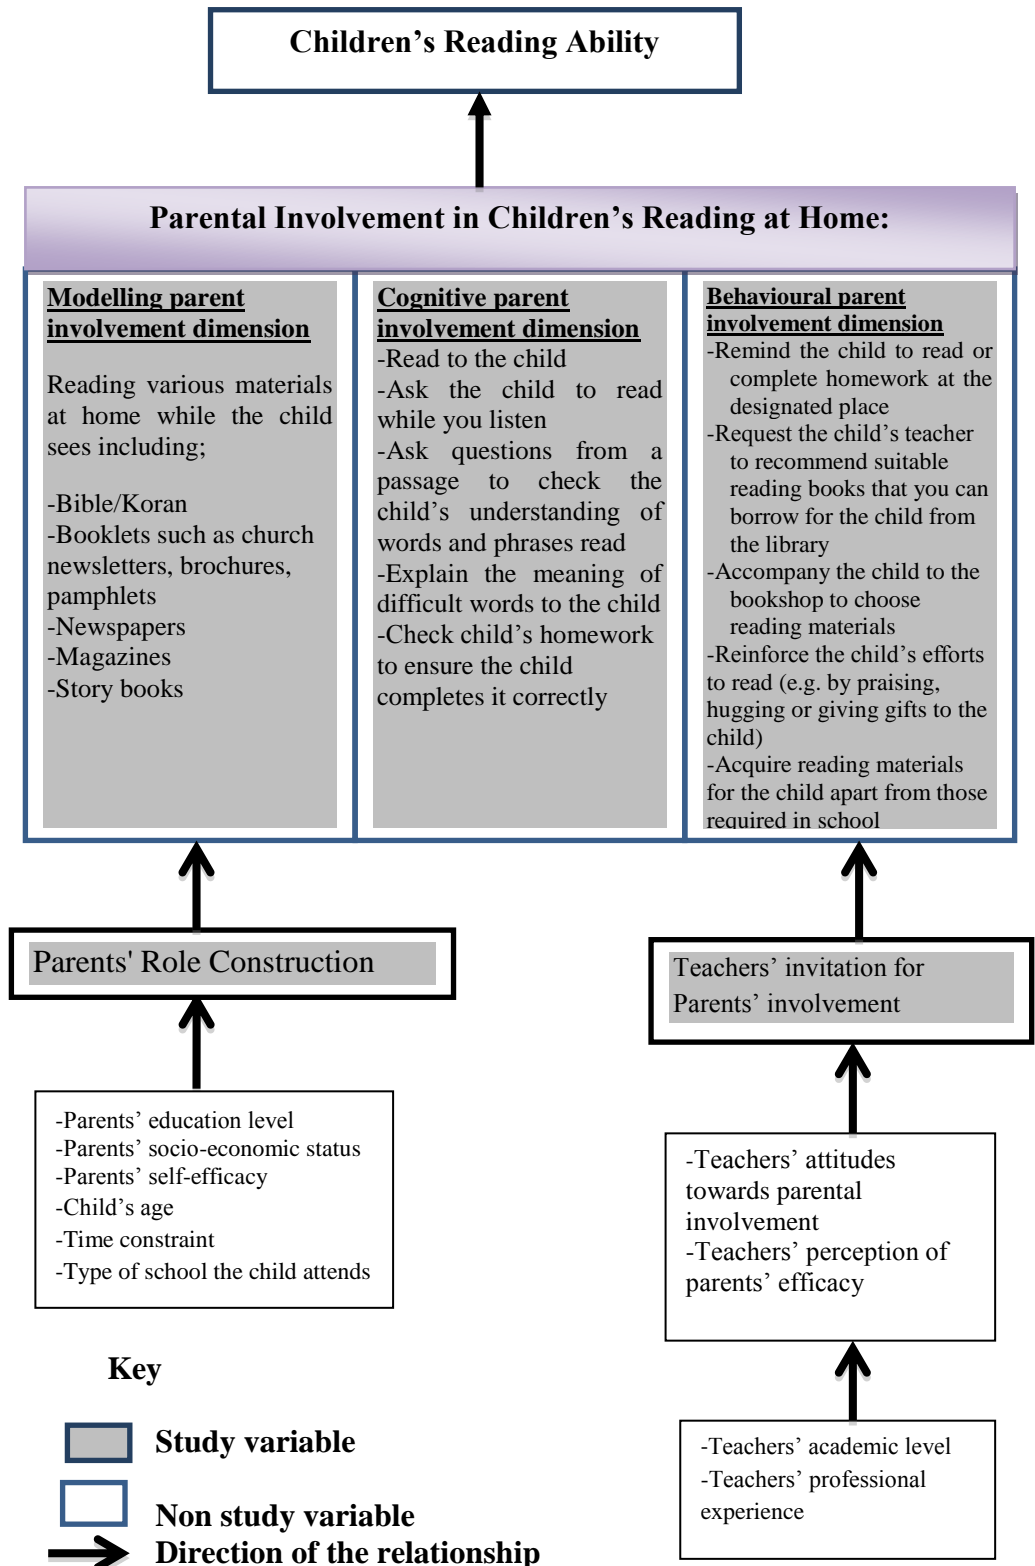 Children’s Reading Ability
Parental Involvement in Children’s Reading at Home:
Modelling parent
involvement dimension
Reading various materials
at home while the child
sees including;
-Bible/Koran
-Booklets such as church
newsletters, brochures,
pamphlets
-Newspapers
-Magazines
-Story books
Cognitive parent
involvement dimension
-Read to the child
-Ask the child to read
while you listen
-Ask questions from a
passage to check the
child’s understanding of
words and phrases read
-Explain the meaning of
difficult words to the child
-Check child’s homework
to ensure the child
completes it correctly
Behavioural parent
involvement dimension
-Remind the child to read or
complete homework at the
designated place
-Request the child’s teacher
to recommend suitable
reading books that you can
borrow for the child from
the library
-Accompany the child to the
bookshop to choose
reading materials
-Reinforce the child’s efforts
to read (e.g. by praising,
hugging or giving gifts to the
child)
-Acquire reading materials
for the child apart from those
required in school
Parents' Role Construction
Teachers’ invitation for
Parents’ involvement
-Parents’ education level
-Parents’ socio-economic status
-Parents’ self-efficacy
-Child’s age
-Time constraint
-Type of school the child attends
-Teachers’ attitudes
towards parental
involvement
-Teachers’ perception of
parents’ efficacy
-Teachers’ academic level
-Teachers’ professional
experience
Key
Study variable
Non study variable
Direction of the relationship